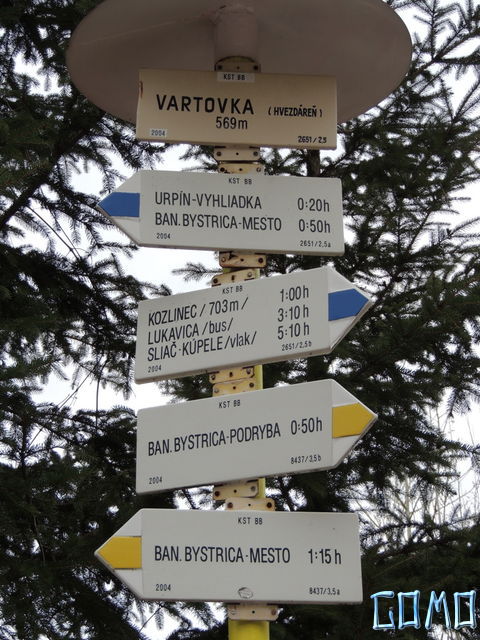 KST BB
VARTOVKA (HVEZDÁREŇ)
569m
2004 2651/2,5
KST BB
URPÍN-VYHLIADKA 0:20h
BAN.BYSTRICA-MESTO 0:50h
2004 2651/2,5a
KST BB
KOZLINEC/703m/ 1:00h
LUKAVICA/bus/ 3:10h
SLIAČ-KÚPELE/vlak/ 5:10h
2004 2651/2,5b
KST BB
BAN.BYSTRICA-PODRYBA 0:50h
2004 8437/3,5b
KST BB
BAN.BYSTRICA-MESTO 1:15h
2004 8437/3,5a
GOMO